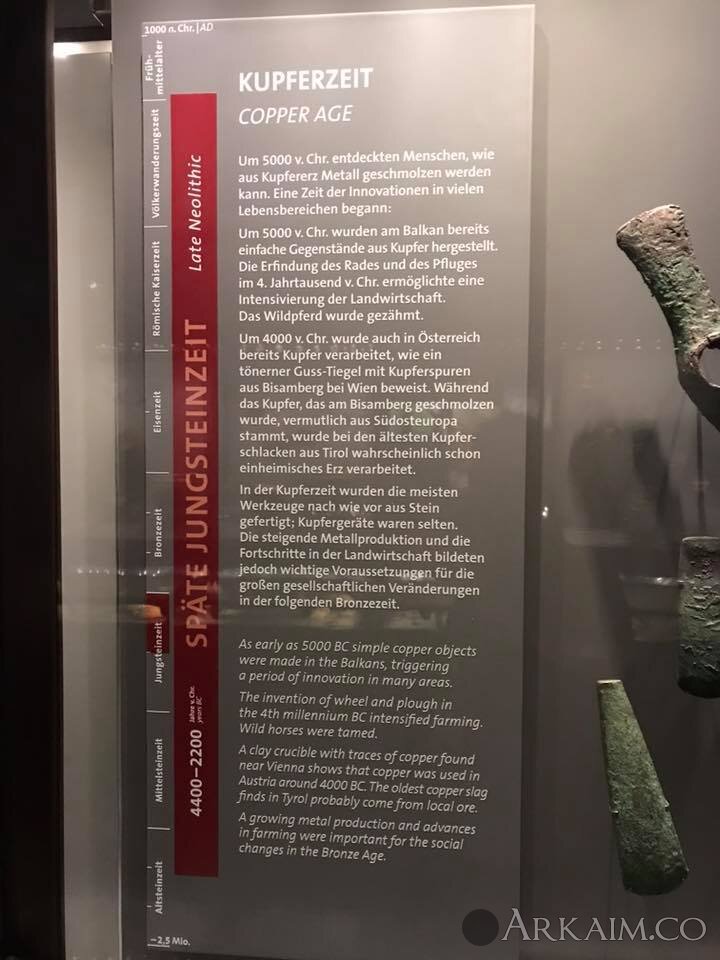 1000 n. Chr. | AD
Früh-
mittelalter
Völkerwanderungszeit
Römische Kaiserzeit
Eisenzeit
Bronzezeit
Jungsteinzeit
Mittelsteinzeit
Altsteinzeit
–2,5 Mio.
SPÄTE JUNGSTEINZEIT
Late Neolithic
4400–2200 Jahre v. Chr.
years BC
KUPFERZEIT
COPPER AGE
Um 5000 v. Chr. entdeckten Menschen, wie
aus Kupfererz Metall geschmolzen werden
kann. Eine Zeit der Innovationen in vielen
Lebensbereichen begann:
Um 5000 v. Chr. wurden am Balkan bereits
einfache Gegenstände aus Kupfer hergestellt.
Die Erfindung des Rades und des Pfluges
im 4. Jahrtausend v. Chr. ermöglichte eine
Intensivierung der Landwirtschaft.
Das Wildpferd wurde gezähmt.
Um 4000 v. Chr. wurde auch in Österreich
bereits Kupfer verarbeitet, wie ein
tönerner Guss-Tiegel mit Kupferspuren
aus Bisamberg bei Wien beweist. Während
das Kupfer, das am Bisamberg geschmolzen
wurde, vermutlich aus Südosteuropa
stammt, wurde bei den ältesten Kupfer-
schlacken aus Tirol wahrscheinlich schon
einheimisches Erz verarbeitet.
In der Kupferzeit wurden die meisten
Werkzeuge nach wie vor aus Stein
gefertigt; Kupfergeräte waren selten.
Die steigende Metallproduktion und die
Fortschritte in der Landwirtschaft bildeten
jedoch wichtige Voraussetzungen für die
großen gesellschaftlichen Veränderungen
in der folgenden Bronzezeit.
As early as 5000 BC simple copper objects
were made in the Balkans, triggering
a period of innovation in many areas.
The invention of wheel and plough in
the 4th millennium BC intensified farming.
Wild horses were tamed.
A clay crucible with traces of copper found
near Vienna shows that copper was used in
Austria around 4000 BC. The oldest copper slag
finds in Tyrol probably come from local ore.
A growing metal production and advances
in farming were important for the social
changes in the Bronze Age.
ARKAIM.CO